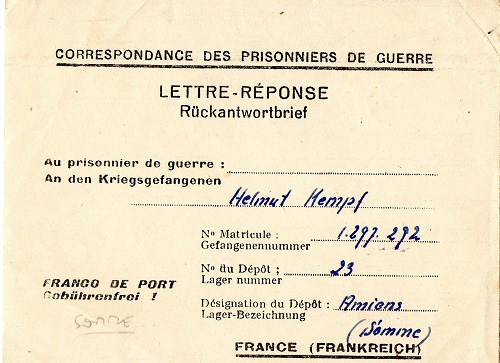 CORRESPONDANCE DES PRISONNIERS DE GUERRE
LETTRE-RÉPONSE
Rückantwortbrief
Au prisonnier de guerre :
An den Kriegsgefangenen
Helmut Kempf
No Matricule : 1.297.292
Gefangenennummer
No du Dépôt ; 23
Lager nummer
FRANCO DE PORT
Gebührenfrei !
Désignation du Dépôt : Amiens
Lager-Bezeichnung
(Sómme)
SOMME
FRANCE (FRANKREICH)